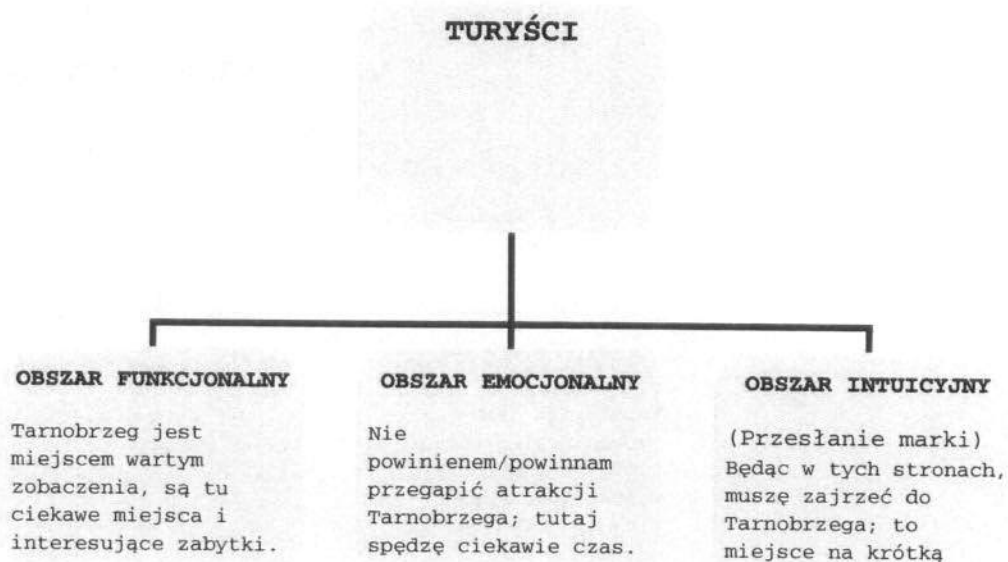 TURYŚCI
OBSZAR FUNKCJONALNY
Tarnobrzeg jest
miejscem wartym
zobaczenia, są tu
ciekawe miejsca i
interesujące zabytki.
OBSZAR EMOCJONALNY
Nie
powinienem/powinnam
przegapić atrakcji
Tarnobrzega; tutaj
spędzę ciekawie czas.
OBSZAR INTUICYJNY
(Przesłanie marki)
Będąc w tych stronach,
muszę zajrzeć do
Tarnobrzega; to
miejsce na krótką